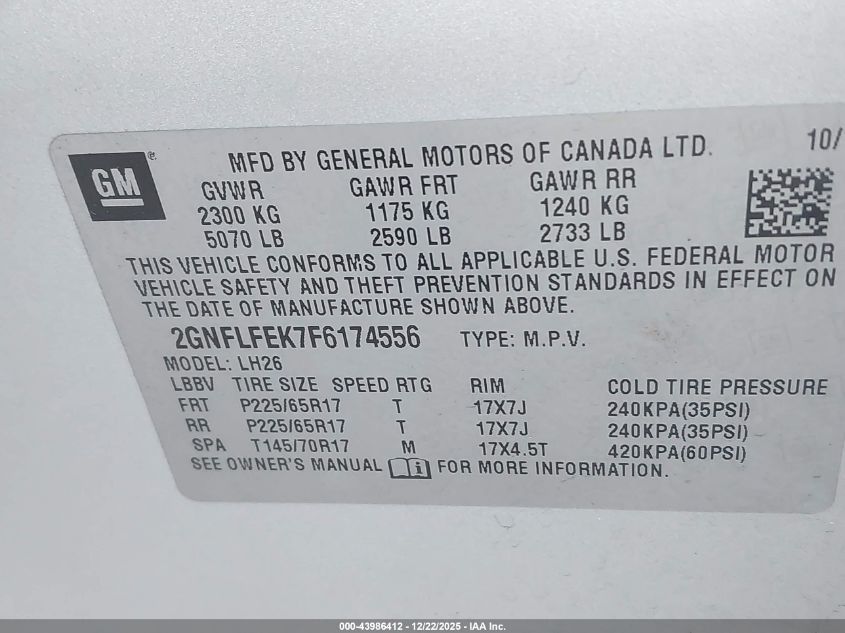 GM® MFD BY GENERAL MOTORS OF CANADA LTD. 10/
GVWR GAWR FRT GAWR RR
2300 KG 1175 KG 1240 KG
5070 LB 2590 LB 2733 LB
THIS VEHICLE CONFORMS TO ALL APPLICABLE U.S. FEDERAL MOTOR
VEHICLE SAFETY AND THEFT PREVENTION STANDARDS IN EFFECT ON
THE DATE OF MANUFACTURE SHOWN ABOVE.
2GNFLFEK7F6174556 TYPE: M.P.V.
MODEL: LH26
LBBV TIRE SIZE SPEED RTG RIM COLD TIRE PRESSURE
FRT P225/65R17 T 17X7J 240KPA(35PSI)
RR P225/65R17 T 17X7J 240KPA(35PSI)
SPA T145/70R17 M 17X4.5T 420KPA(60PSI)
SEE OWNER'S MANUAL FOR MORE INFORMATION.
000-43986412 - 12/22/2025 - IAA Inc.